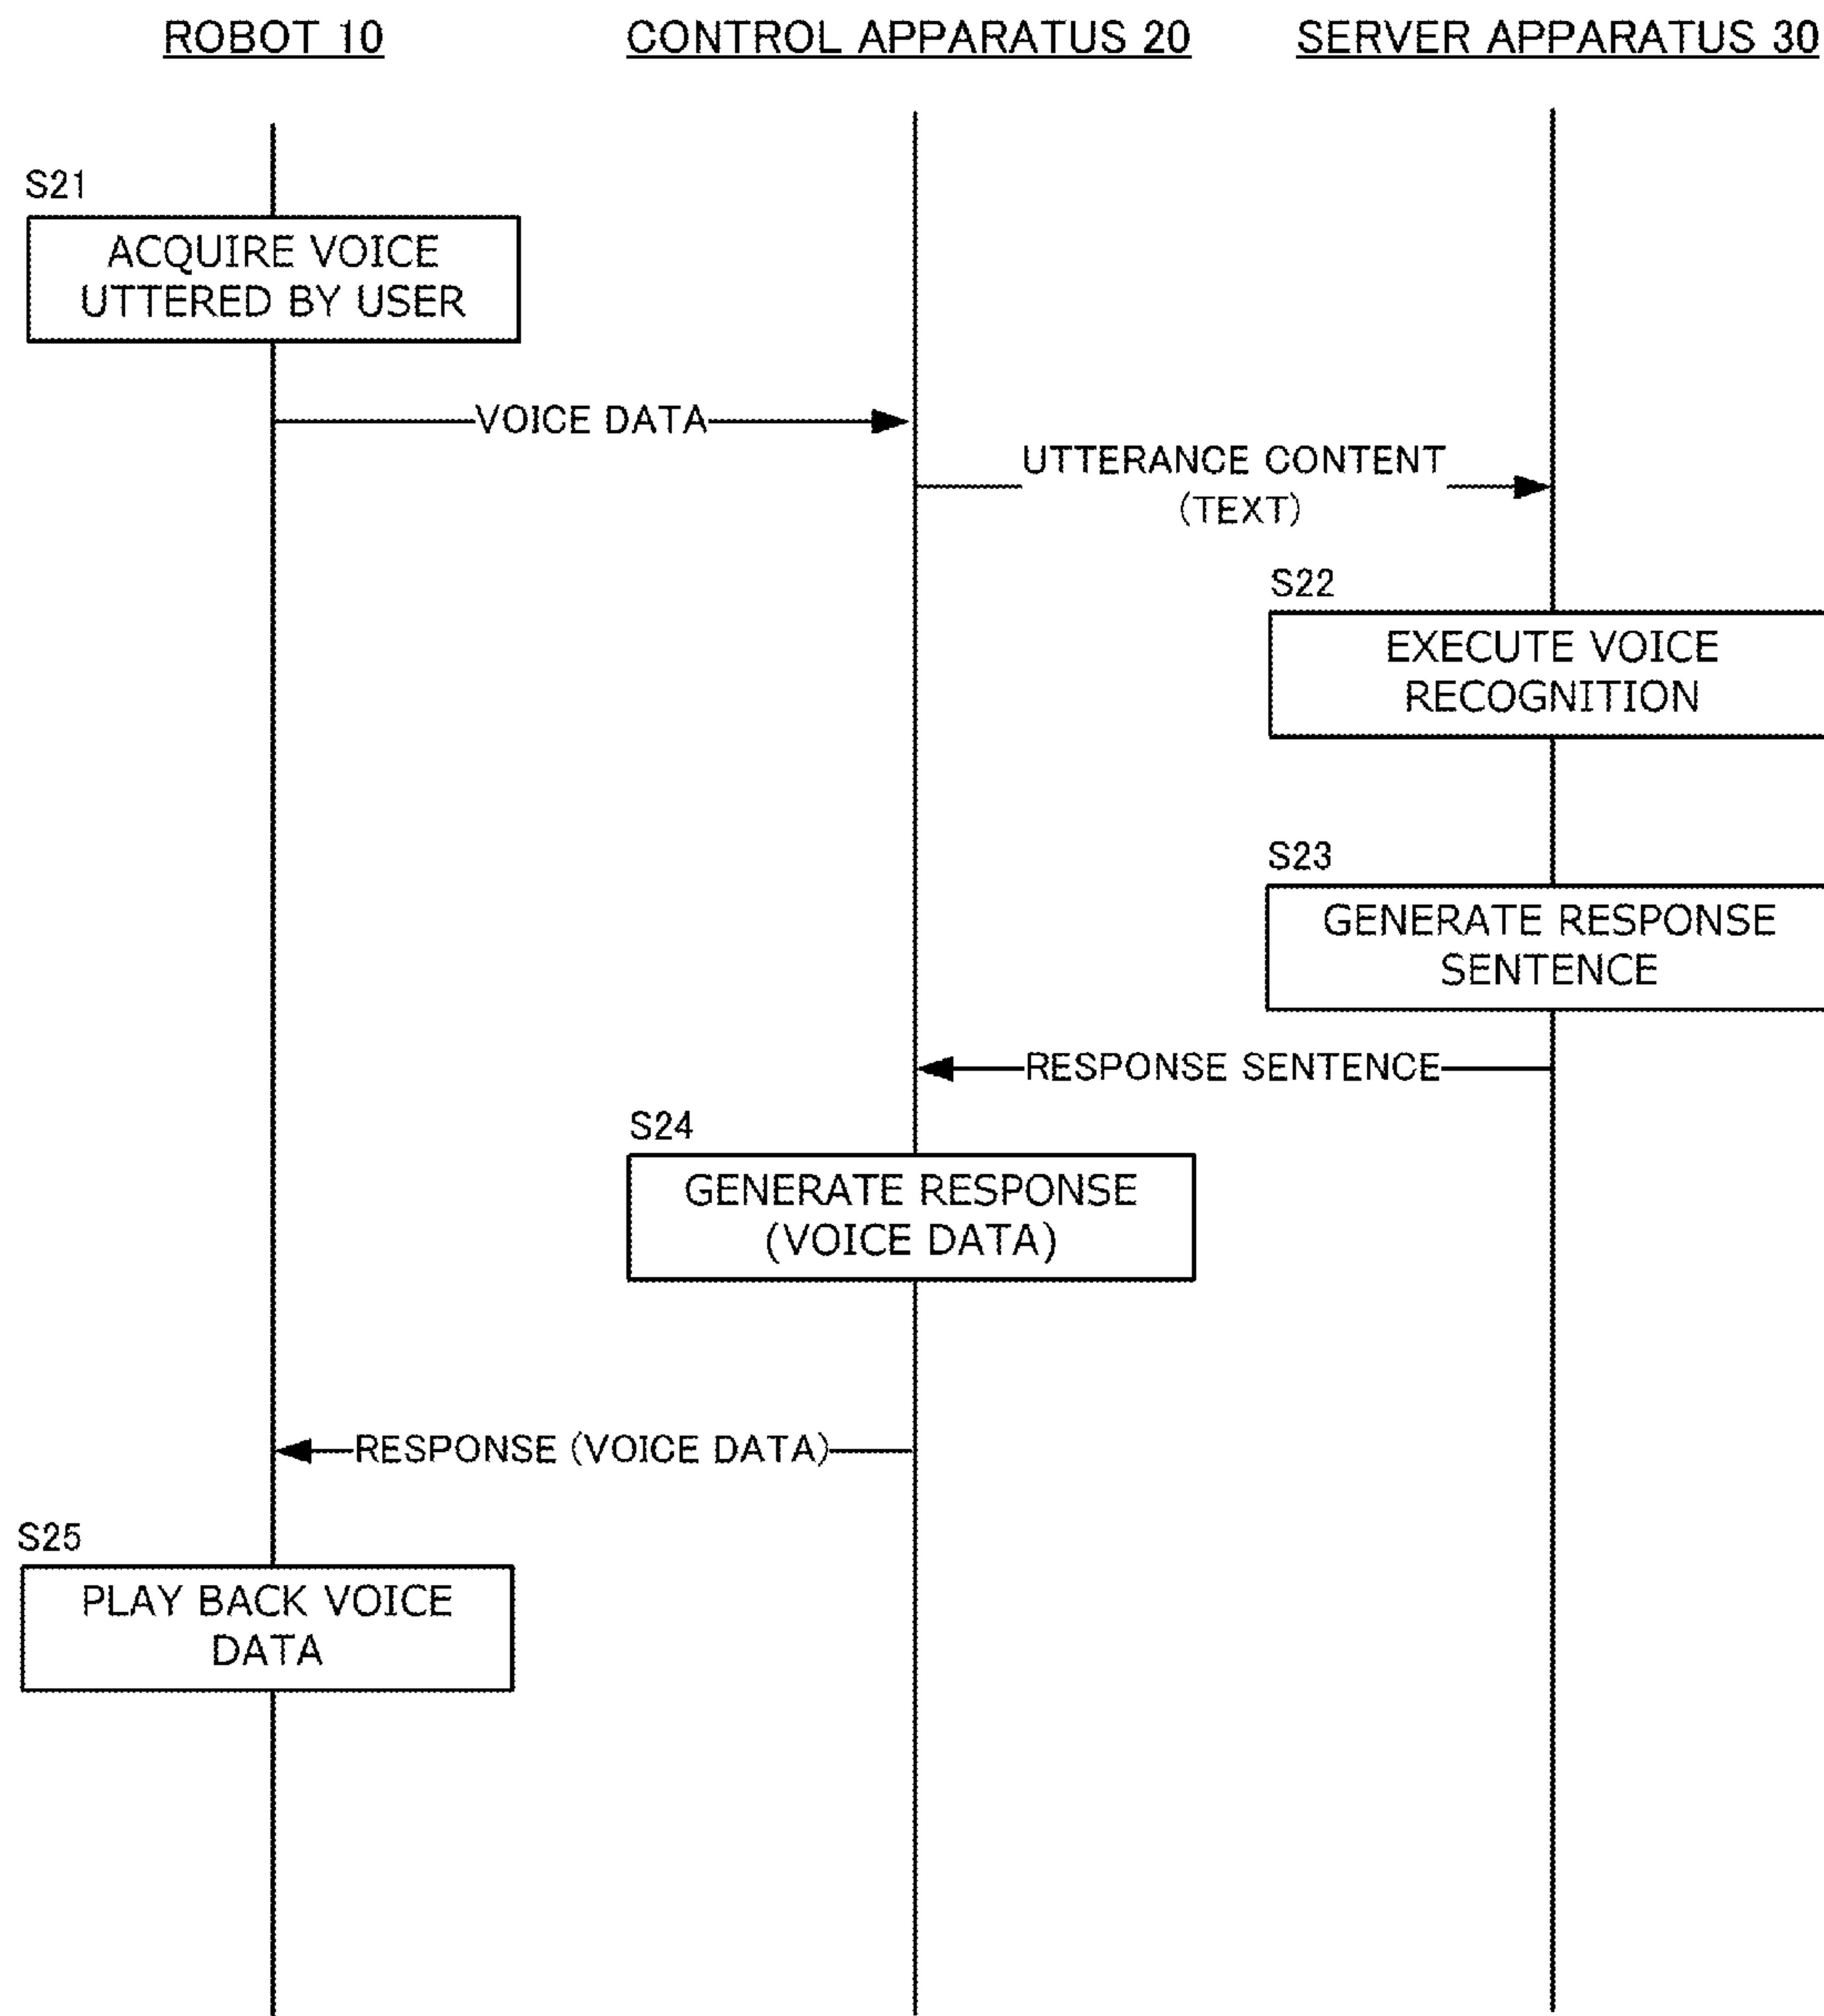 ROBOT 10
CONTROL APPARATUS 20
SERVER APPARATUS 30
S21
ACQUIRE VOICE
UTTERED BY USER
VOICE DATA
UTTERANCE CONTENT
(TEXT)
S22
EXECUTE VOICE
RECOGNITION
S23
GENERATE RESPONSE
SENTENCE
RESPONSE SENTENCE
S24
GENERATE RESPONSE
(VOICE DATA)
RESPONSE (VOICE DATA)
S25
PLAY BACK VOICE
DATA